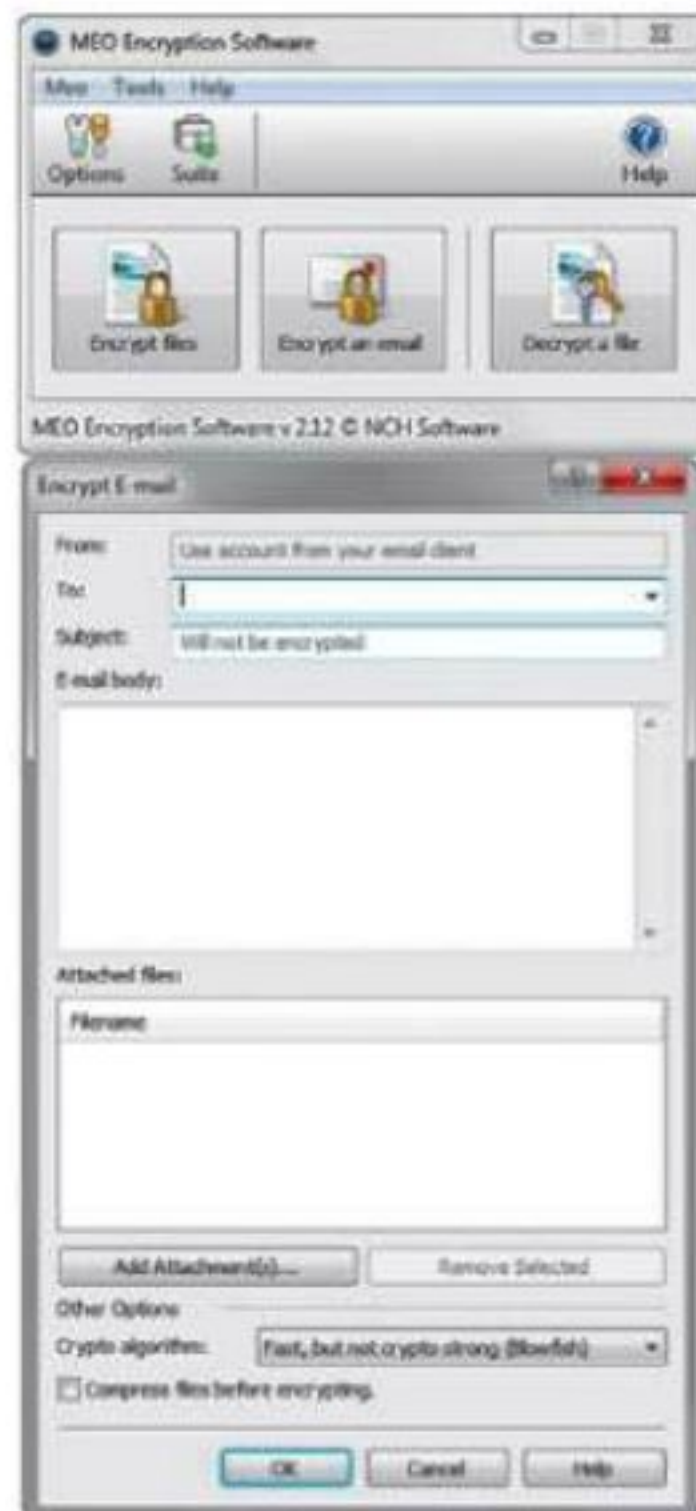 MEO Encryption Software
Meo Tools Help
Options Suite Help
Encrypt files Encrypt an email Decrypt a file
MEO Encryption Software v 2.12 © NCH Software
Encrypt E-mail
From: Use account from your email client
To:
Subject: Will not be encrypted
E-mail body:
Attached files:
Filename
Add Attachment(s)... Remove Selected
Other Options
Crypto algorithm: Fast, but not crypto strong (Blowfish)
Compress files before encrypting.
OK Cancel Help